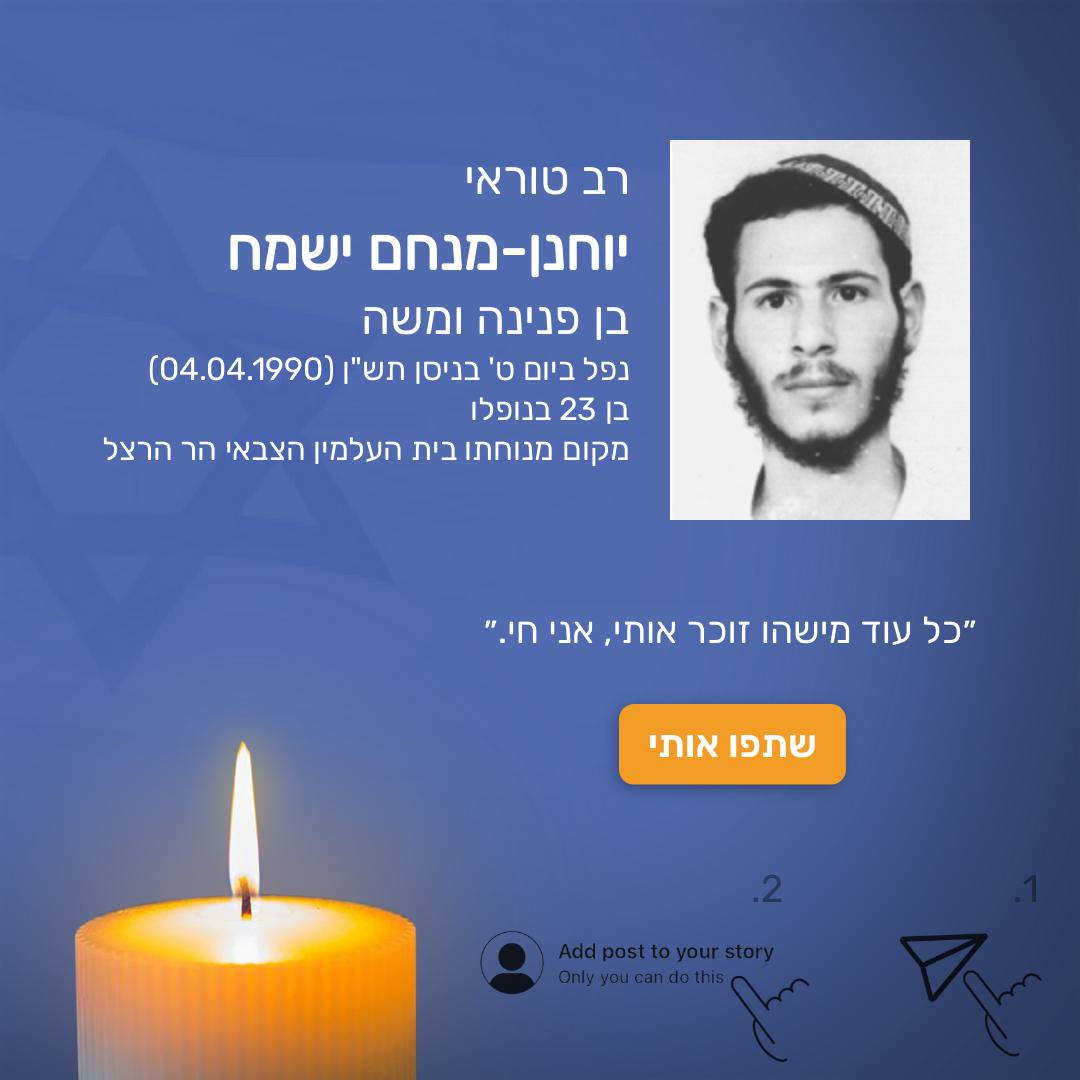 רב טוראי
יוחנן-מנחם ישמח
בן פנינה ומשה
נפל ביום ט' בניסן תש"ן (04.04.1990)
בן 23 בנופלו
מקום מנוחתו בית העלמין הצבאי הר הרצל
״כל עוד מישהו זוכר אותי, אני חי.״
שתפו אותי
1.
2.
Add post to your story
Only you can do this